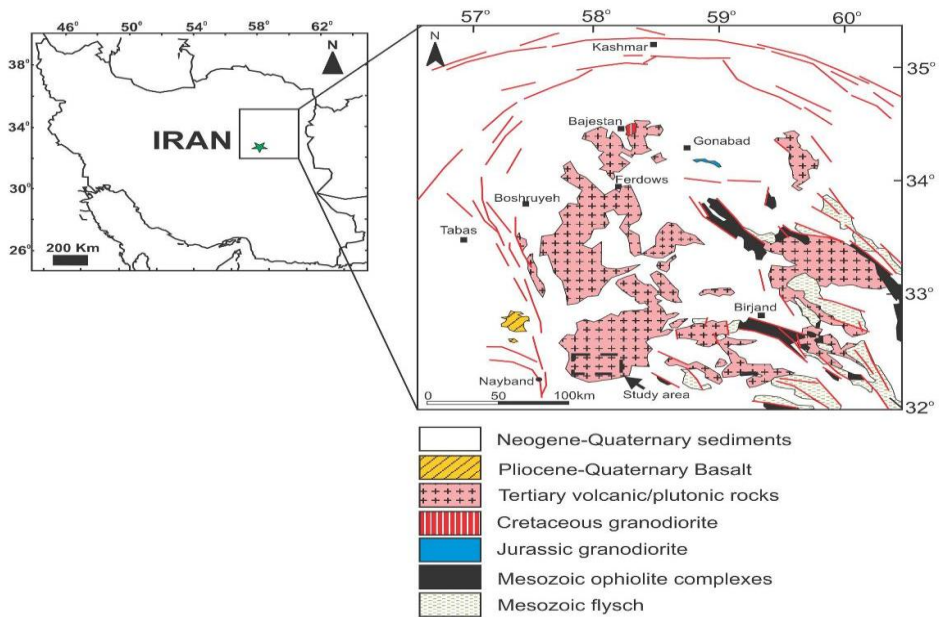 46° 50° 54° 58° 62°
38°
34°
30°
26°
N
IRAN
200 Km
57° 58° 59° 60°
35°
34°
33°
32°
N
Kashmar
Bajestan
Gonabad
Ferdows
Boshruyeh
Tabas
Birjand
Nayband
Study area
0 50 100km
Neogene-Quaternary sediments
Pliocene-Quaternary Basalt
Tertiary volcanic/plutonic rocks
Cretaceous granodiorite
Jurassic granodiorite
Mesozoic ophiolite complexes
Mesozoic flysch